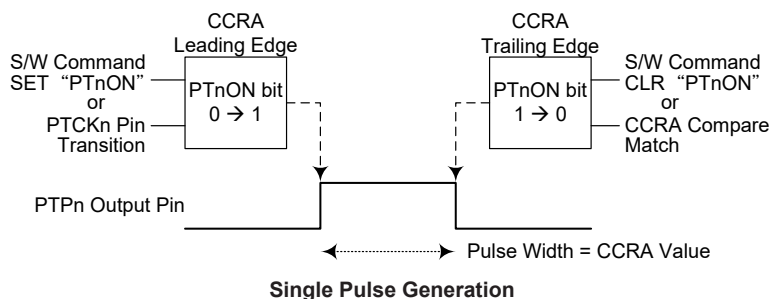 CCRA
Leading Edge
S/W Command
SET “PTnON”
or
PTCKn Pin
Transition
PTnON bit
0 → 1
CCRA
Trailing Edge
PTnON bit
1 → 0
S/W Command
CLR “PTnON”
or
CCRA Compare
Match
PTPn Output Pin
Pulse Width = CCRA Value
Single Pulse Generation